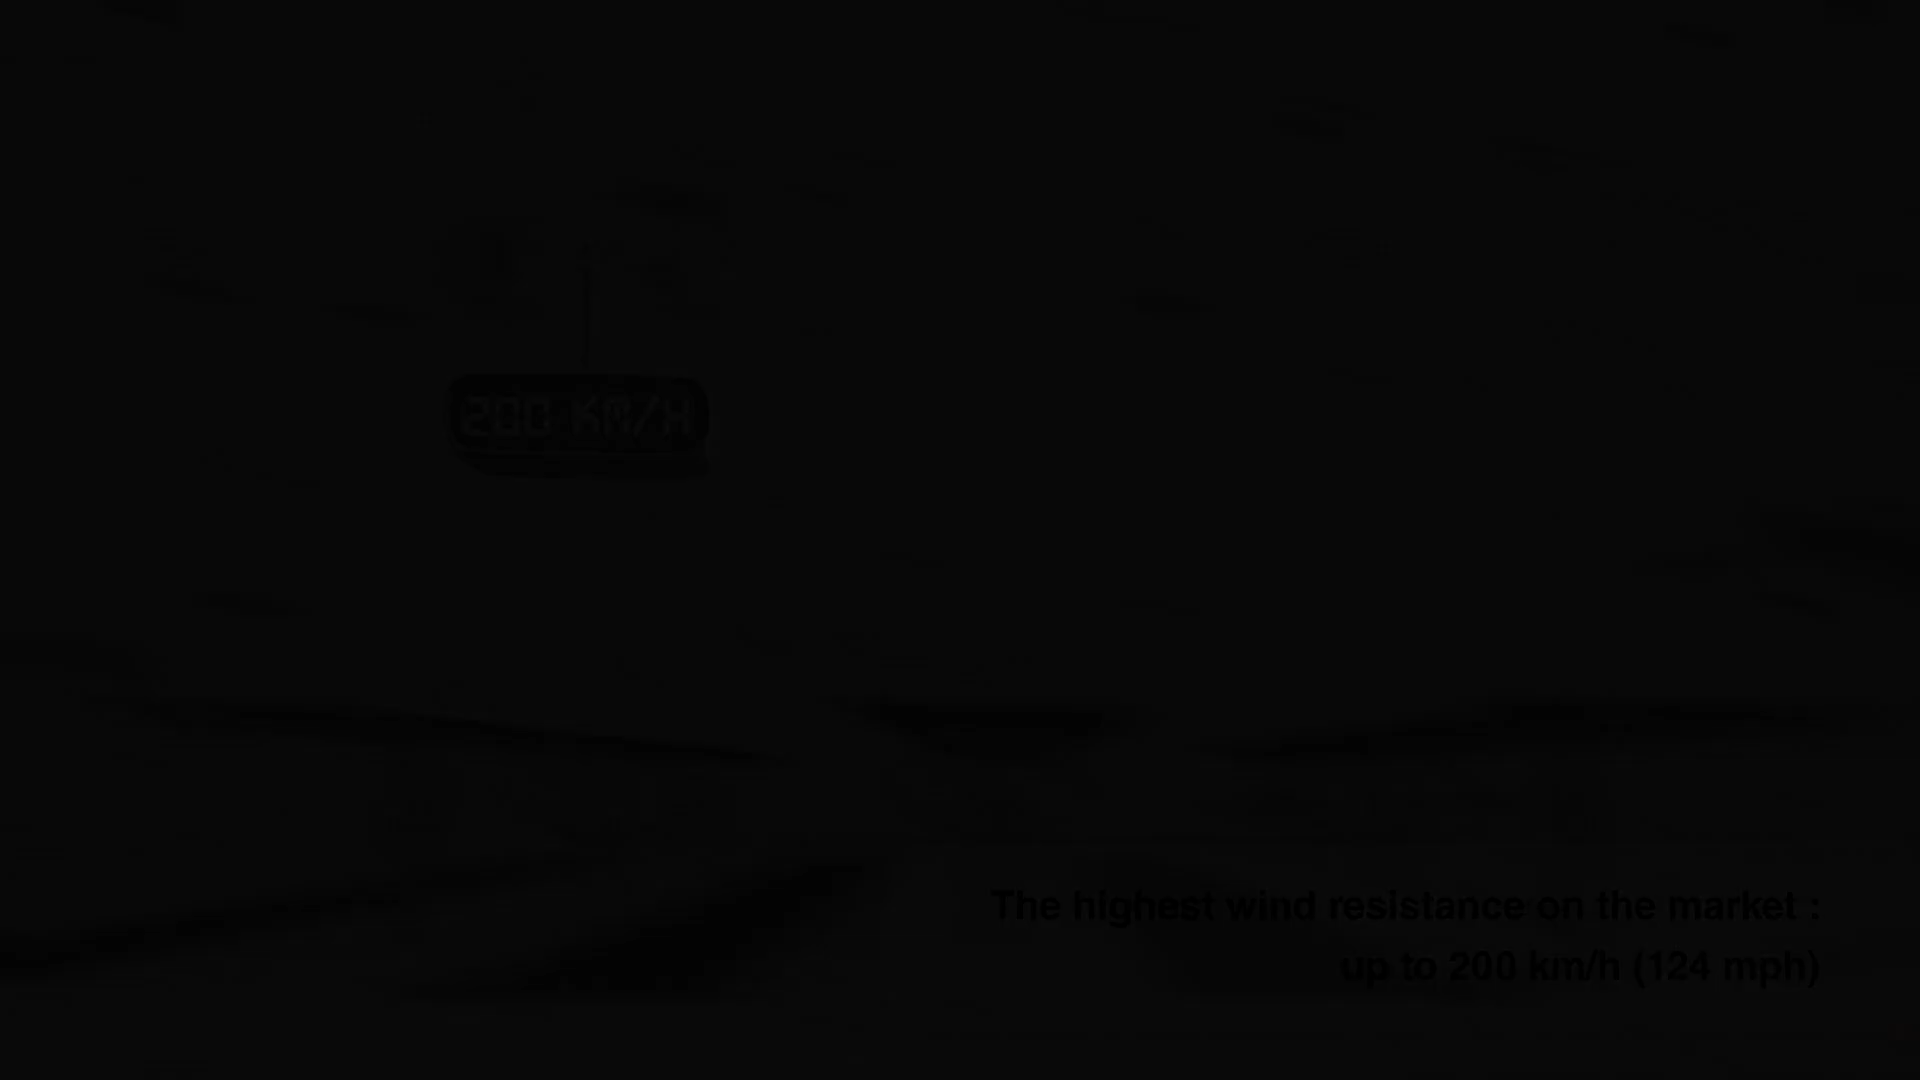 200 KM/H
The highest wind resistance on the market :
up to 200 km/h (124 mph)